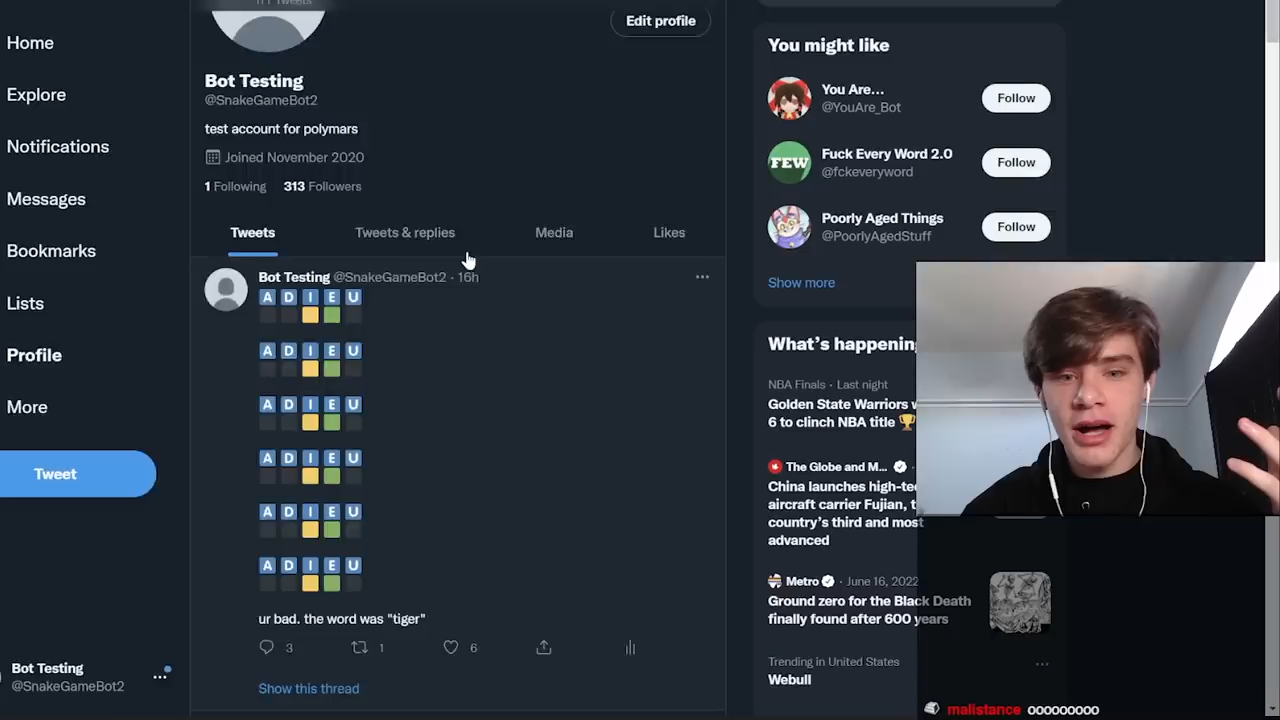 Home
Explore
Notifications
Messages
Bookmarks
Lists
Profile
More
Tweet
Bot Testing
@SnakeGameBot2
Edit profile
Bot Testing
@SnakeGameBot2
test account for polymars
Joined November 2020
1 Following 313 Followers
Tweets Tweets & replies Media Likes
Bot Testing @SnakeGameBot2 · 16h
A D I E U
A D I E U
A D I E U
A D I E U
A D I E U
A D I E U
ur bad. the word was "tiger"
3 1 6
Show this thread
You might like
You Are...
@YouAre_Bot
Follow
FEW
Fuck Every Word 2.0
@fckeveryword
Follow
Poorly Aged Things
@PoorlyAgedStuff
Follow
Show more
What's happening
NBA Finals · Last night
Golden State Warriors
6 to clinch NBA title
The Globe and M... ·
China launches high-te
aircraft carrier Fujian,
country's third and most
advanced
Metro · June 16, 2022
Ground zero for the Black Death
finally found after 600 years
Trending in United States
Webull
malistance ooooooooo